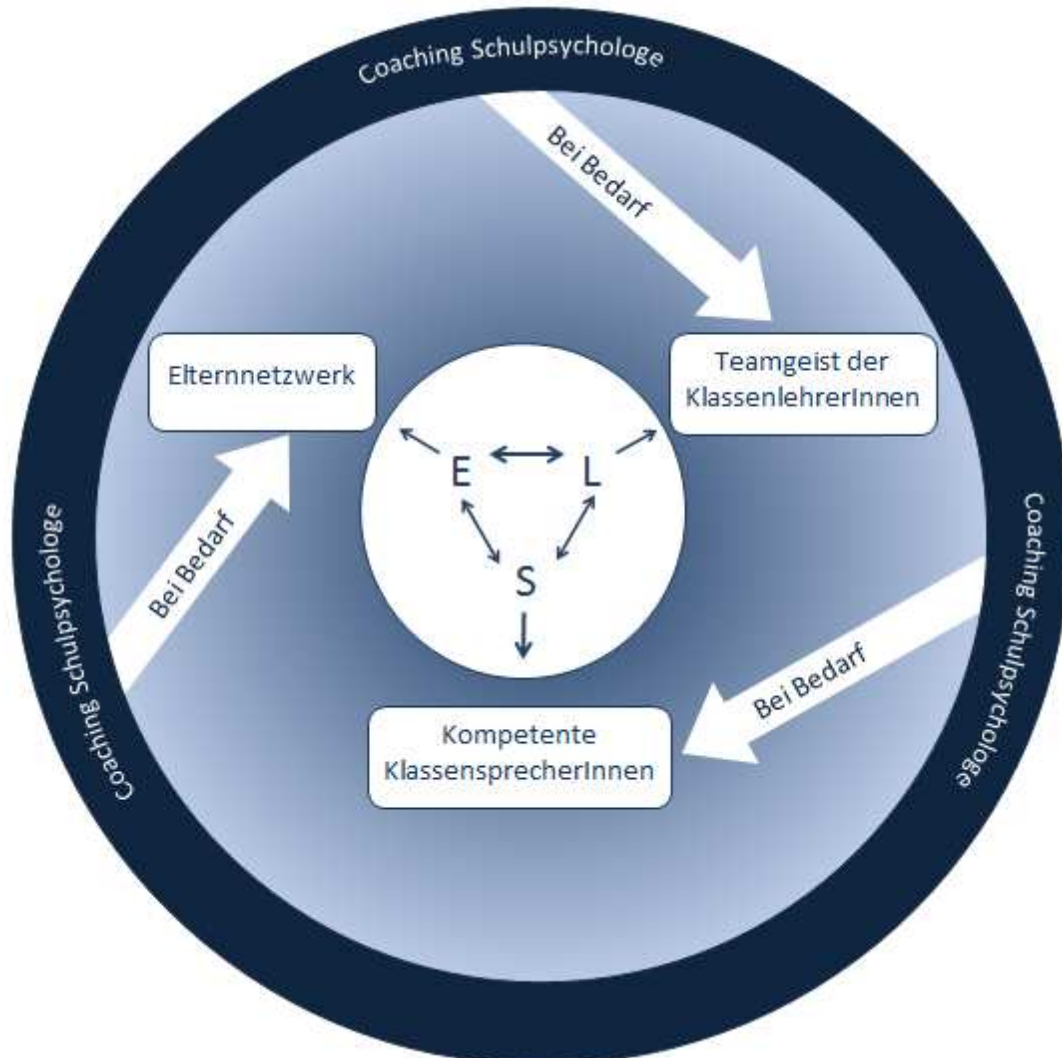 Coaching Schulpsychologe
Bei Bedarf
Elternnetzwerk
Teamgeist der
KlassenlehrerInnen
E
L
S
Coaching Schulpsychologe
Bei Bedarf
Coaching Schulpsychologe
Bei Bedarf
Kompetente
KlassensprecherInnen